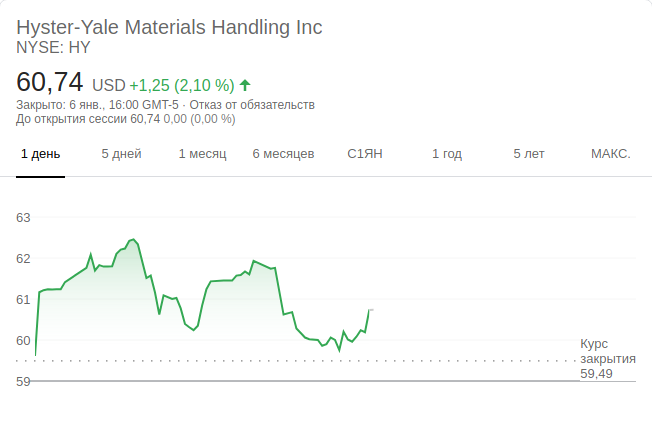 Hyster-Yale Materials Handling Inc
NYSE: HY
60,74 USD +1,25 (2,10 %)
Закрыто: 6 янв., 16:00 GMT-5 · Отказ от обязательств
До открытия сессии 60,74 0,00 (0,00 %)
1 день 5 дней 1 месяц 6 месяцев С1ЯН 1 год 5 лет МАКС.
63
62
61
60
Курс
закрытия
59,49
59